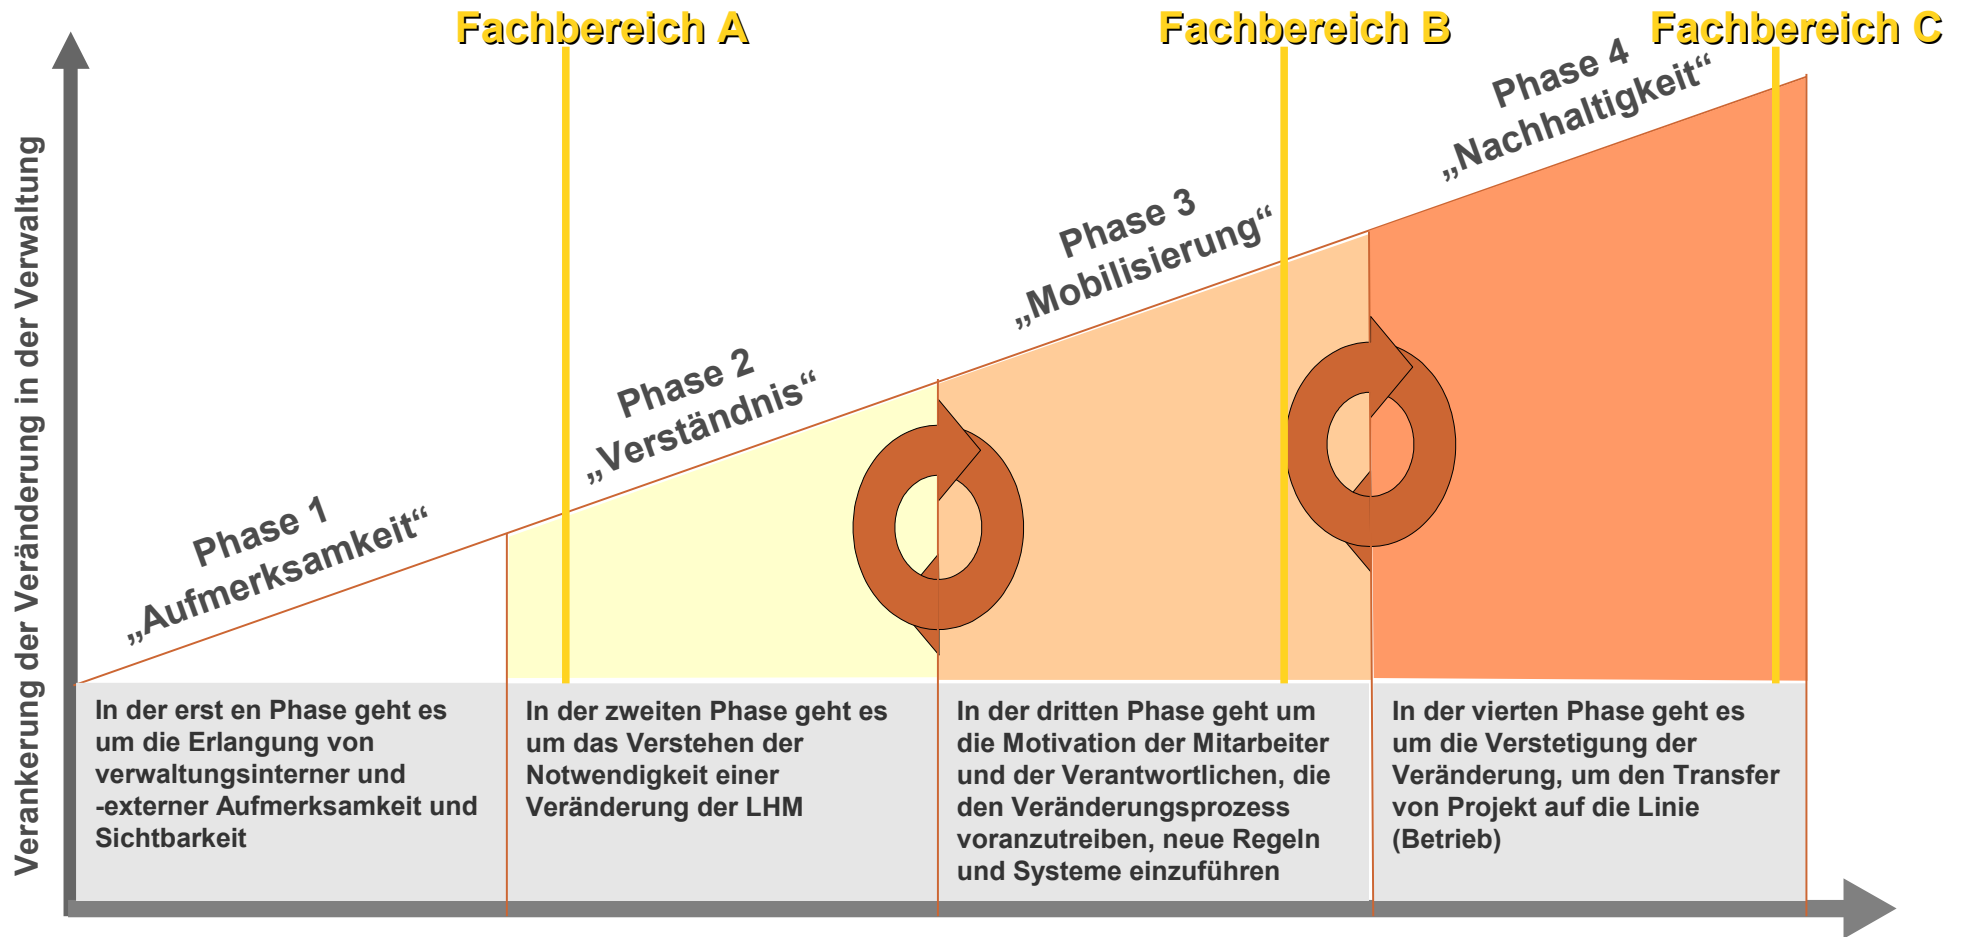 Fachbereich A
Fachbereich B
Fachbereich C
Verankerung der Veränderung in der Verwaltung
Phase 1
„Aufmerksamkeit“
Phase 2
„Verständnis“
Phase 3
„Mobilisierung“
Phase 4
„Nachhaltigkeit“
In der erst en Phase geht es
um die Erlangung von
verwaltungsinterner und
-externer Aufmerksamkeit und
Sichtbarkeit
In der zweiten Phase geht es
um das Verstehen der
Notwendigkeit einer
Veränderung der LHM
In der dritten Phase geht um
die Motivation der Mitarbeiter
und der Verantwortlichen, die
den Veränderungsprozess
voranzutreiben, neue Regeln
und Systeme einzuführen
In der vierten Phase geht es
um die Verstetigung der
Veränderung, um den Transfer
von Projekt auf die Linie
(Betrieb)